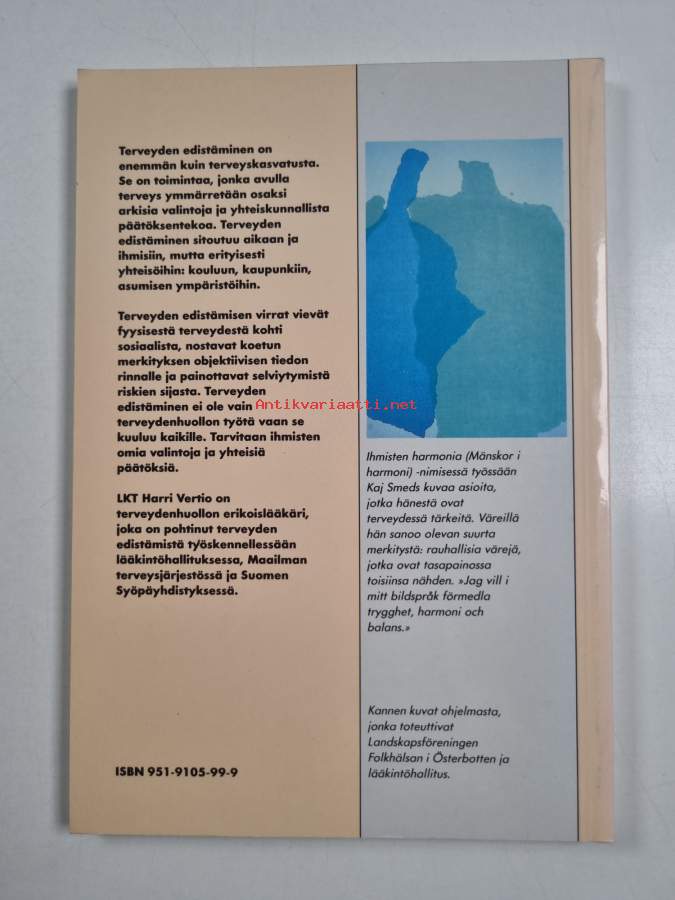 Terveyden edistäminen on
enemmän kuin terveyskasvatusta.
Se on toimintaa, jonka avulla
terveys ymmärretään osaksi
arkisia valintoja ja yhteiskunnallista
päätöksentekoa. Terveyden
edistäminen sitoutuu aikaan ja
ihmisiin, mutta erityisesti
yhteisöihin: kouluun, kaupunkiin,
asumisen ympäristöihin.
Terveyden edistämisen virrat vievät
fyysisestä terveydestä kohti
sosiaalista, nostavat koetun
merkityksen objektiivisen tiedon
rinnalle ja painottavat selviytymistä
riskien sijasta. Terveyden
edistäminen ei ole vain
terveydenhuollon työtä vaan se
kuuluu kaikille. Tarvitaan ihmisten
omia valintoja ja yhteisiä
päätöksiä.
LKT Harri Vertio on
terveydenhuollon erikoislääkäri,
joka on pohtinut terveyden
edistämistä työskennellessään
lääkintöhallituksessa, Maailman
terveysjärjestössä ja Suomen
Syöpäyhdistyksessä.
ISBN 951-9105-99-9
Antikvariaatti.net
Ihmisten harmonia (Mänskor i
harmoni) -nimisessä työssään
Kaj Smeds kuvaa asioita,
jotka hänestä ovat
terveydessä tärkeitä. Väreillä
hän sanoo olevan suurta
merkitystä: rauhallisia värejä,
jotka ovat tasapainossa
toisiinsa nähden. »Jag vill i
mitt bildspråk förmedla
trygghet, harmoni och
balans.»
Kannen kuvat ohjelmasta,
jonka toteuttivat
Landskapsföreningen
Folkhälsan i Österbotten ja
lääkintöhallitus.